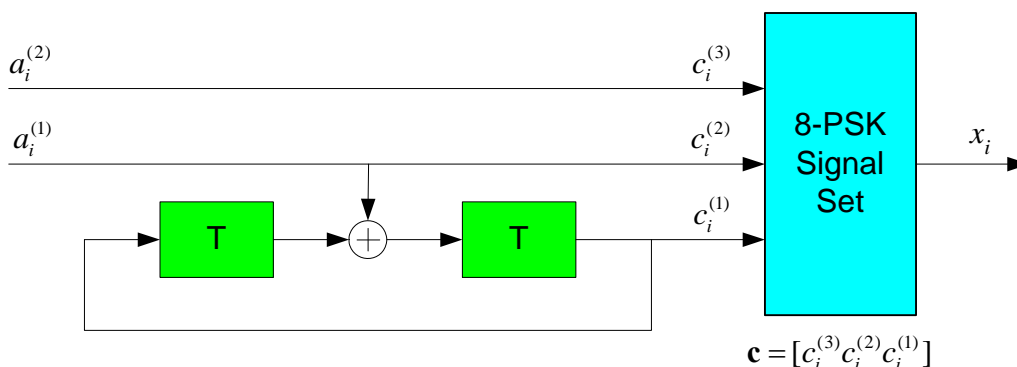 a_i^{(2)}
c_i^{(3)}
a_i^{(1)}
c_i^{(2)}
8-PSK
Signal
Set
x_i
T
+
T
c_i^{(1)}
c = [c_i^{(3)} c_i^{(2)} c_i^{(1)}]